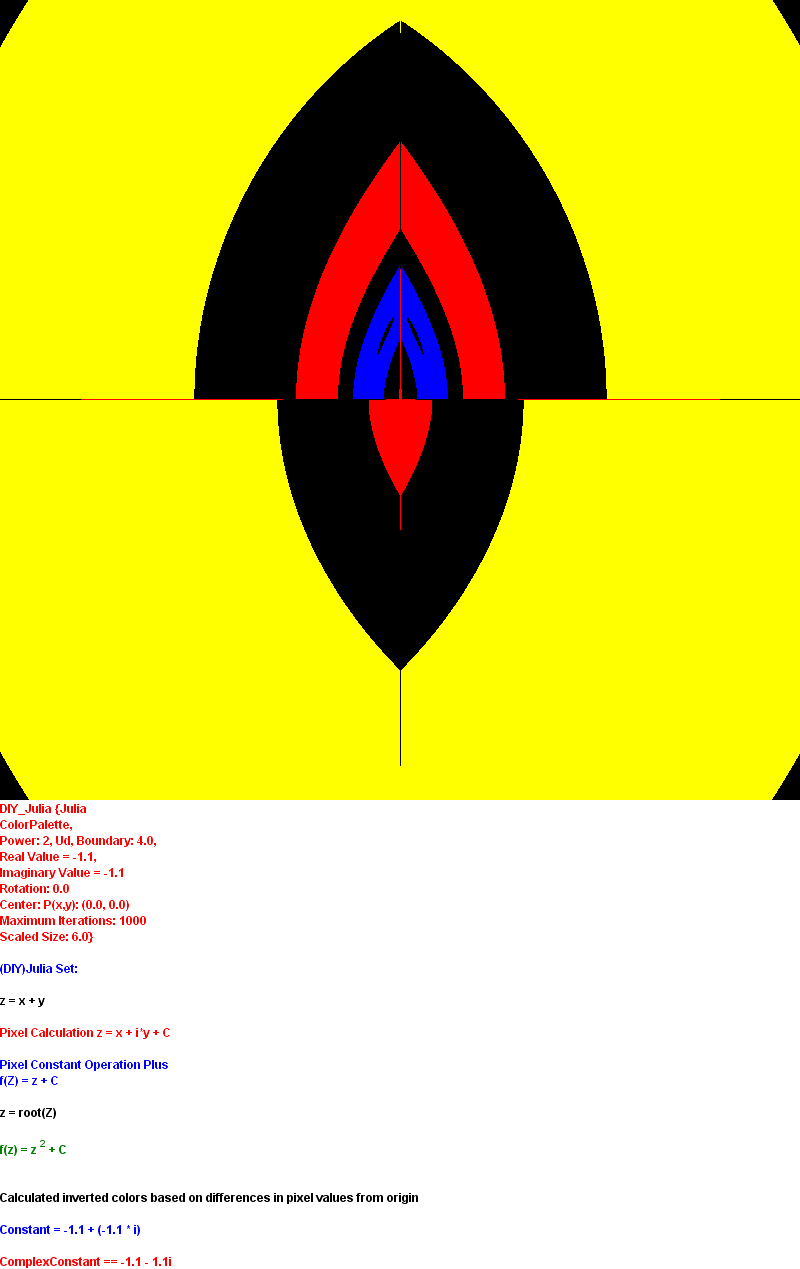 DIY_Julia {Julia
ColorPalette,
Power: 2, Ud, Boundary: 4.0,
Real Value = -1.1,
Imaginary Value = -1.1
Rotation: 0.0
Center: P(x,y): (0.0, 0.0)
Maximum Iterations: 1000
Scaled Size: 6.0}
(DIY)Julia Set:
z = x + y
Pixel Calculation z = x + i*y + C
Pixel Constant Operation Plus
f(Z) = z + C
z = root(Z)
f(z) = z 2 + C
Calculated inverted colors based on differences in pixel values from origin
Constant = -1.1 + (-1.1 * i)
ComplexConstant == -1.1 - 1.1i